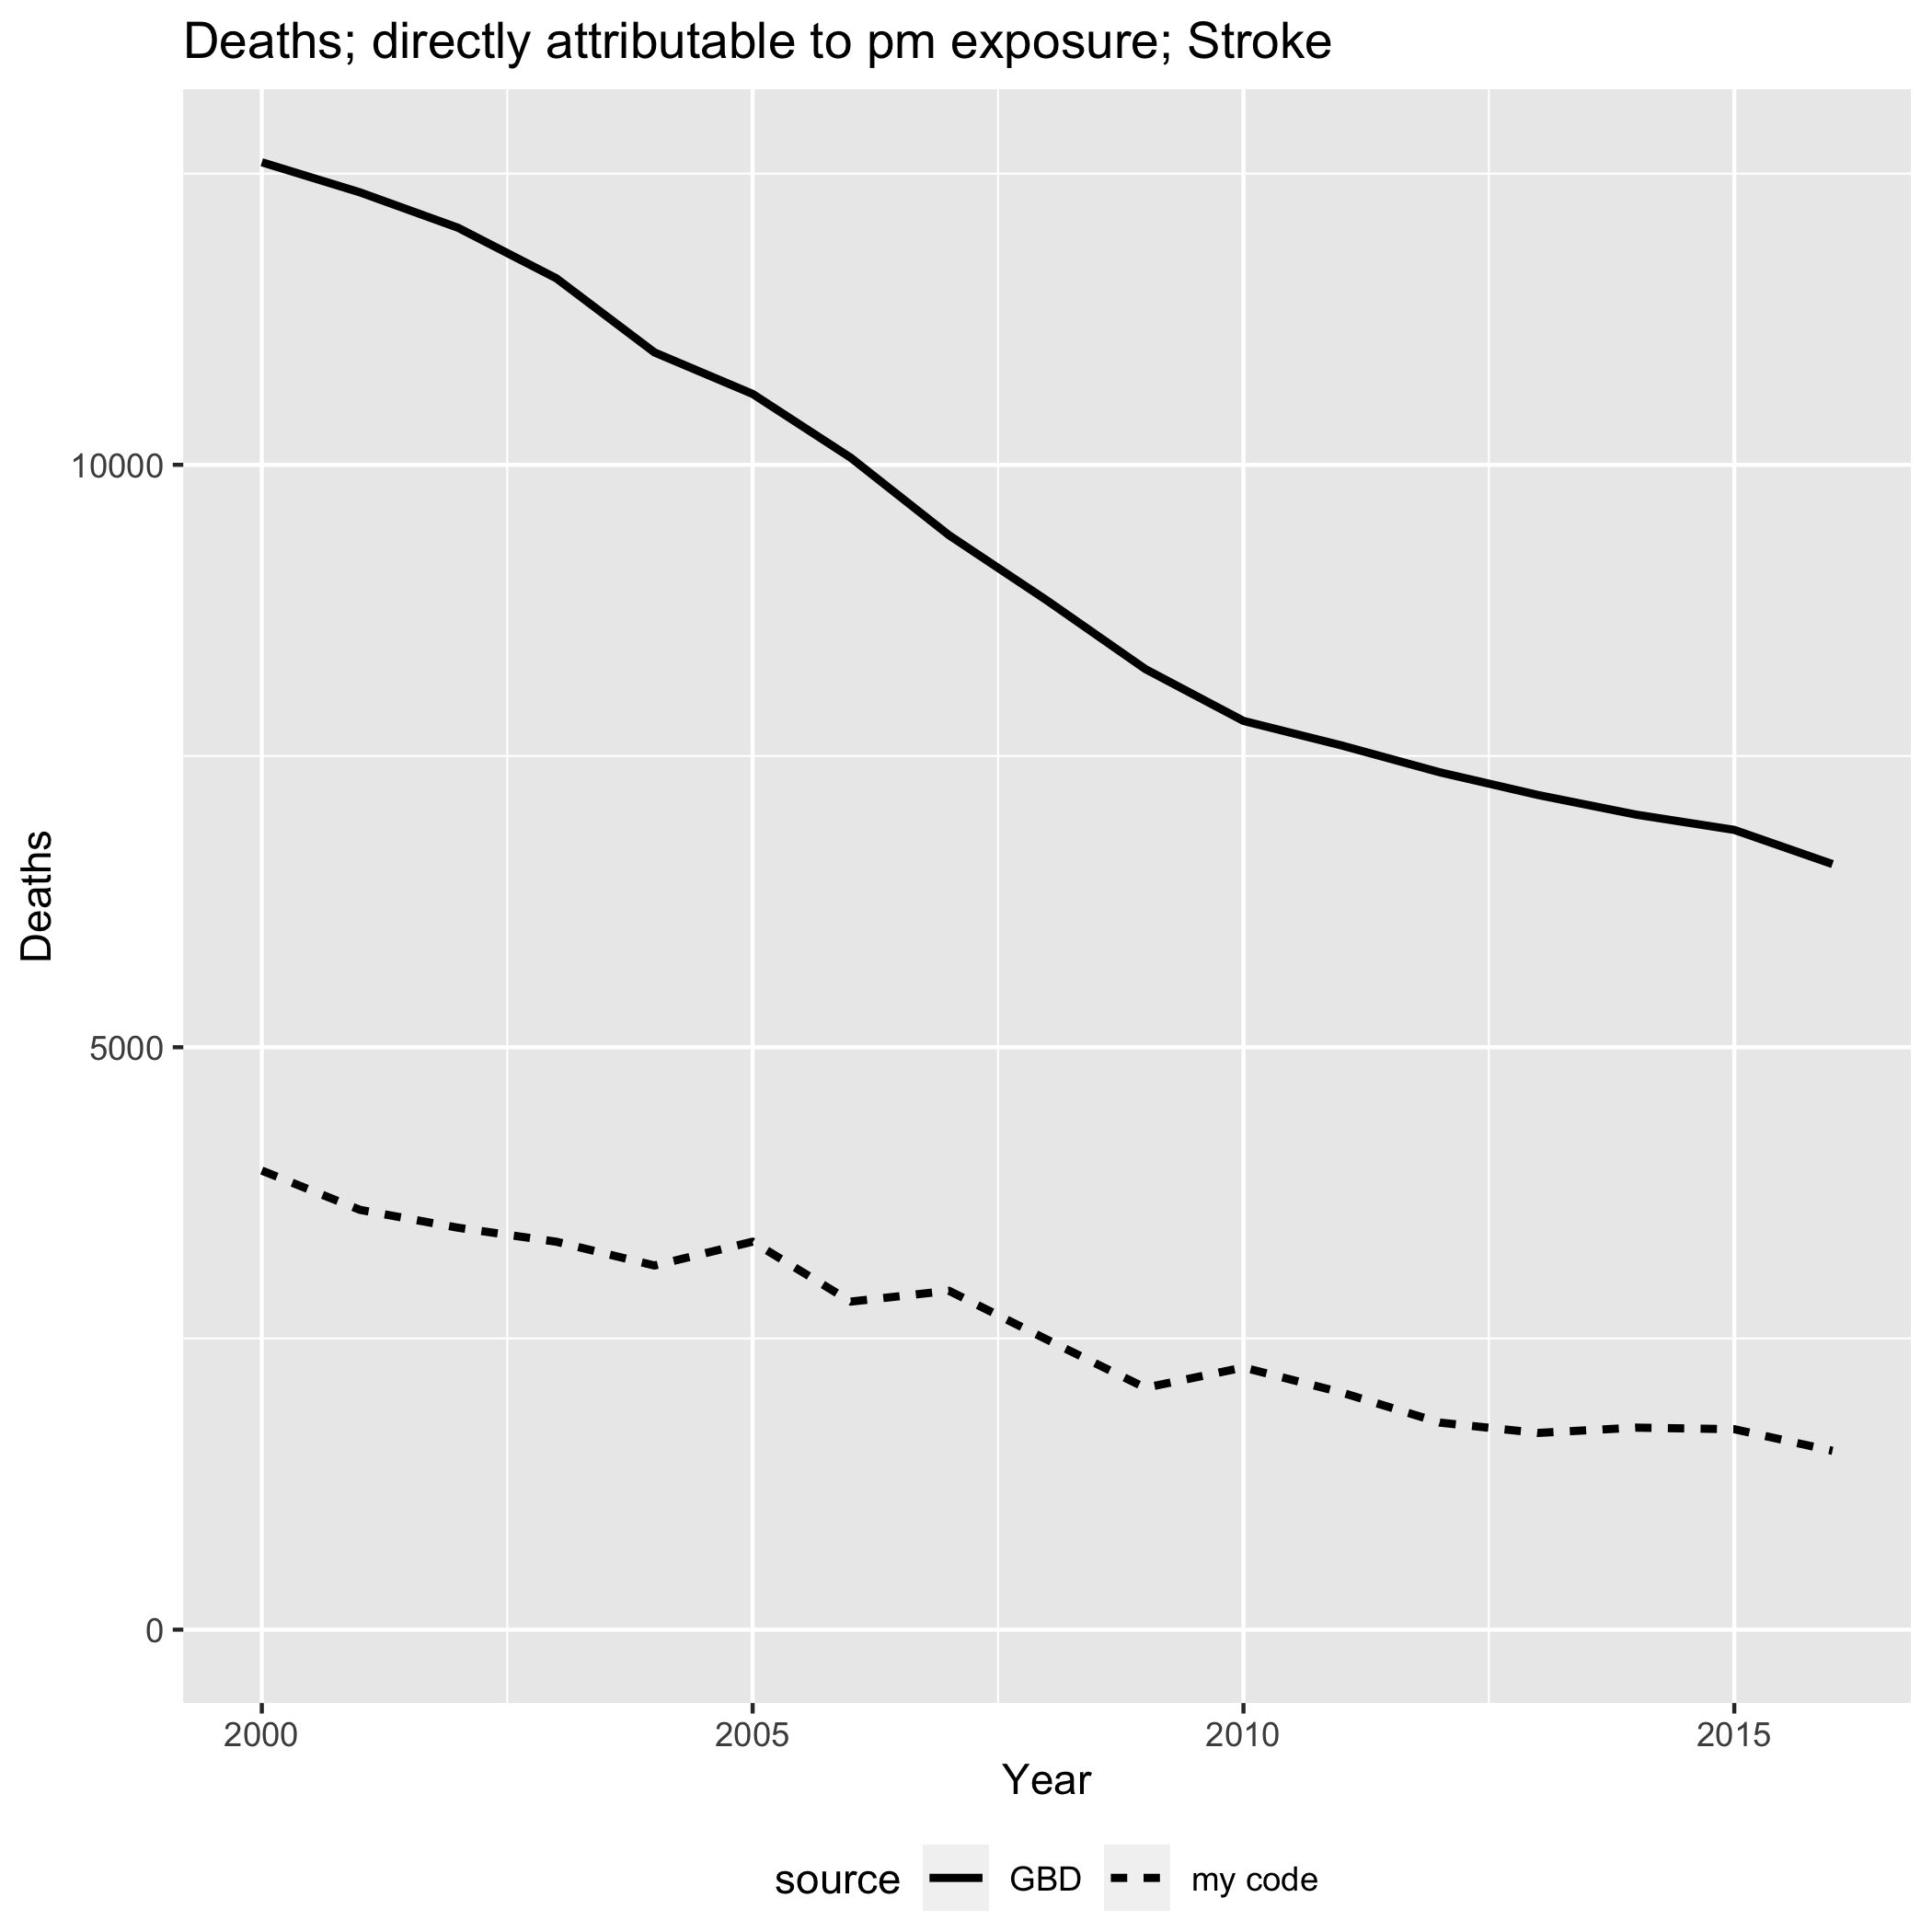 Deaths; directly attributable to pm exposure; Stroke
Deaths
10000
5000
0
2000 2005 2010 2015
Year
source GBD my code